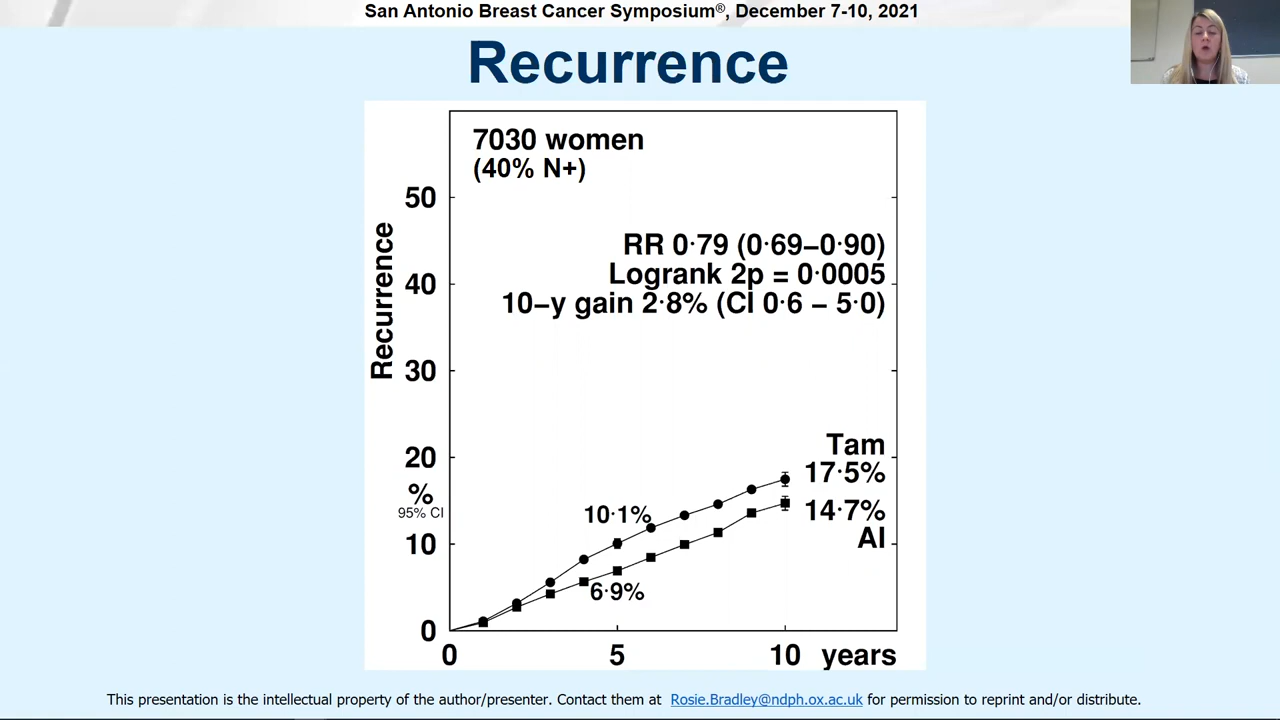 San Antonio Breast Cancer Symposium®, December 7-10, 2021
Recurrence
7030 women
(40% N+)
RR 0·79 (0·69–0·90)
Logrank 2p = 0·0005
10–y gain 2·8% (CI 0·6 – 5·0)
Recurrence
50
40
30
20
%
95% CI
10
0
Tam
17·5%
14·7%
AI
10·1%
6·9%
0 5 10 years
This presentation is the intellectual property of the author/presenter. Contact them at Rosie.Bradley@ndph.ox.ac.uk for permission to reprint and/or distribute.